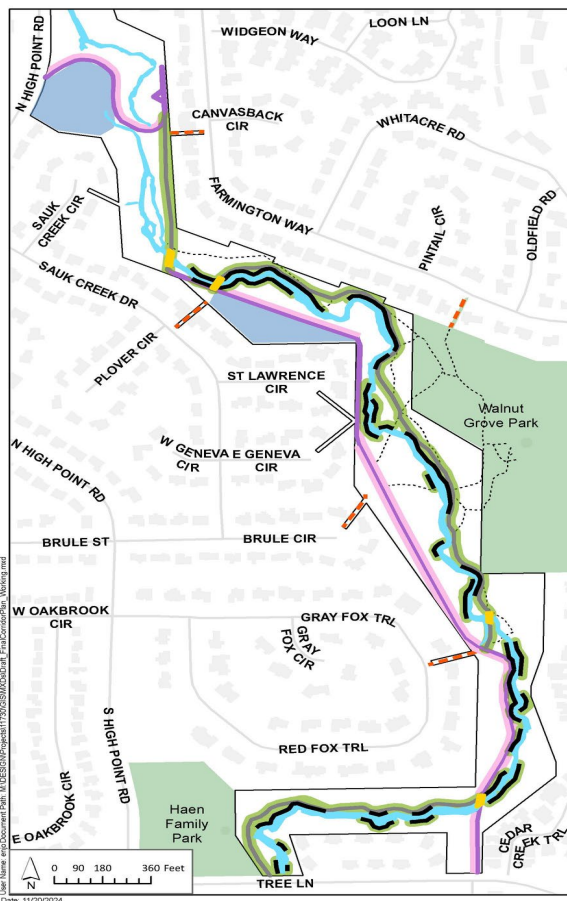 LOON LN
WIDGEON WAY
N HIGH POINT RD
CANVASBACK
CIR
WHITACRE RD
FARMINGTON WAY
PINTAIL CIR
OLDFIELD RD
SAUK
CREEK CIR
SAUK CREEK DR
PLOVER CIR
ST LAWRENCE
CIR
Walnut
Grove Park
N HIGH POINT RD
W GENEVA
CIR
E GENEVA
CIR
BRULE ST
BRULE CIR
W OAKBROOK
CIR
GRAY FOX TRL
GRAY
FOX CIR
S HIGH POINT RD
RED FOX TRL
Haen
Family
Park
E OAKBROOK CIR
CEDAR
CREEK TRL
N
0 90 180 360 Feet
TREE LN
Date: 11/20/2024